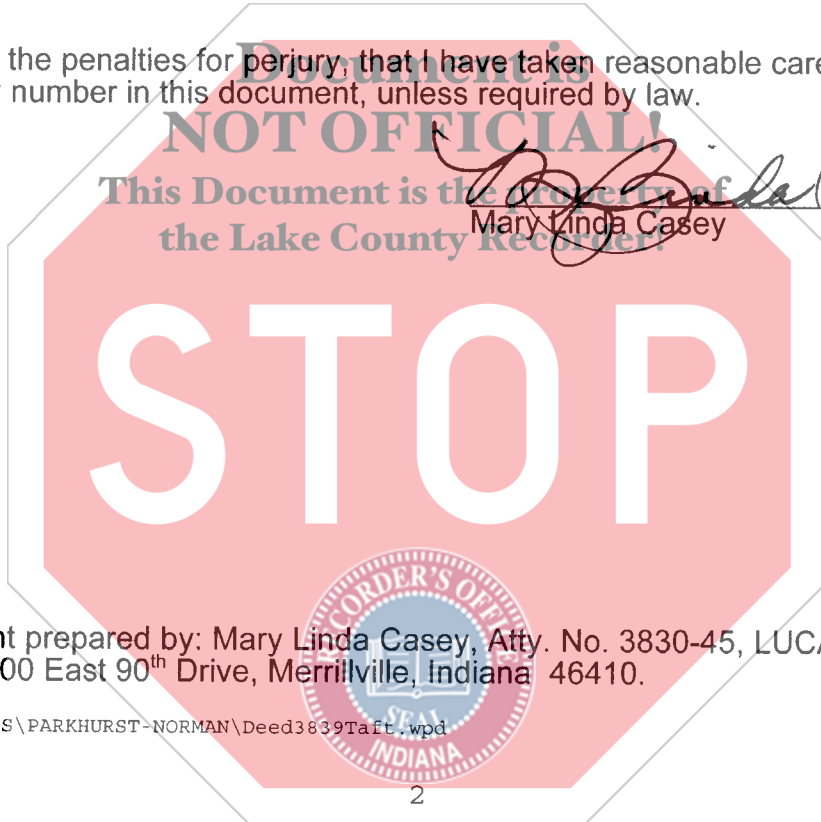 the penalties for perjury, that I have taken reasonable care
number in this document, unless required by law.
Document is
NOT OFFICIAL!
This Document is the property of
the Lake County Recorder!
Mary Linda Casey
STOP
nt prepared by: Mary Linda Casey, Atty. No. 3830-45, LUCA
00 East 90th Drive, Merrillville, Indiana 46410.
RECORDER'S OFFICE
SEAL
INDIANA
S\PARKHURST-NORMAN\Deed3839Taft.wpd
2